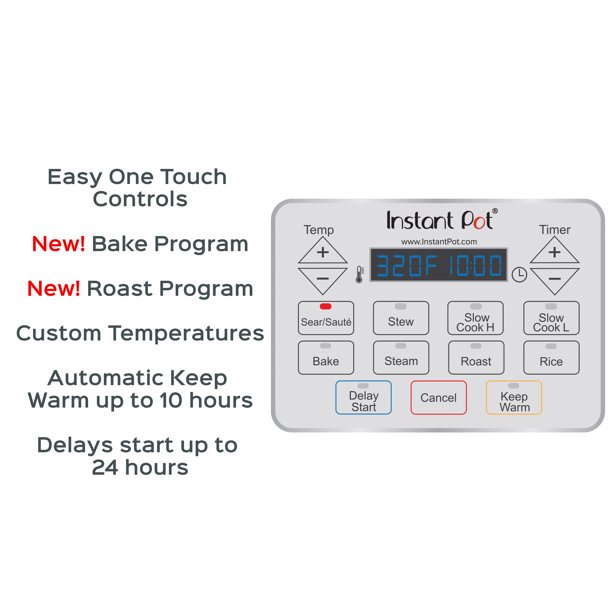 Easy One Touch
Controls
New! Bake Program
New! Roast Program
Custom Temperatures
Automatic Keep
Warm up to 10 hours
Delays start up to
24 hours
Instant Pot®
www.InstantPot.com
Temp
Timer
+
+
320F 10:00
−
−
Sear/Sauté
Stew
Slow
Cook H
Slow
Cook L
Bake
Steam
Roast
Rice
Delay
Start
Cancel
Keep
Warm